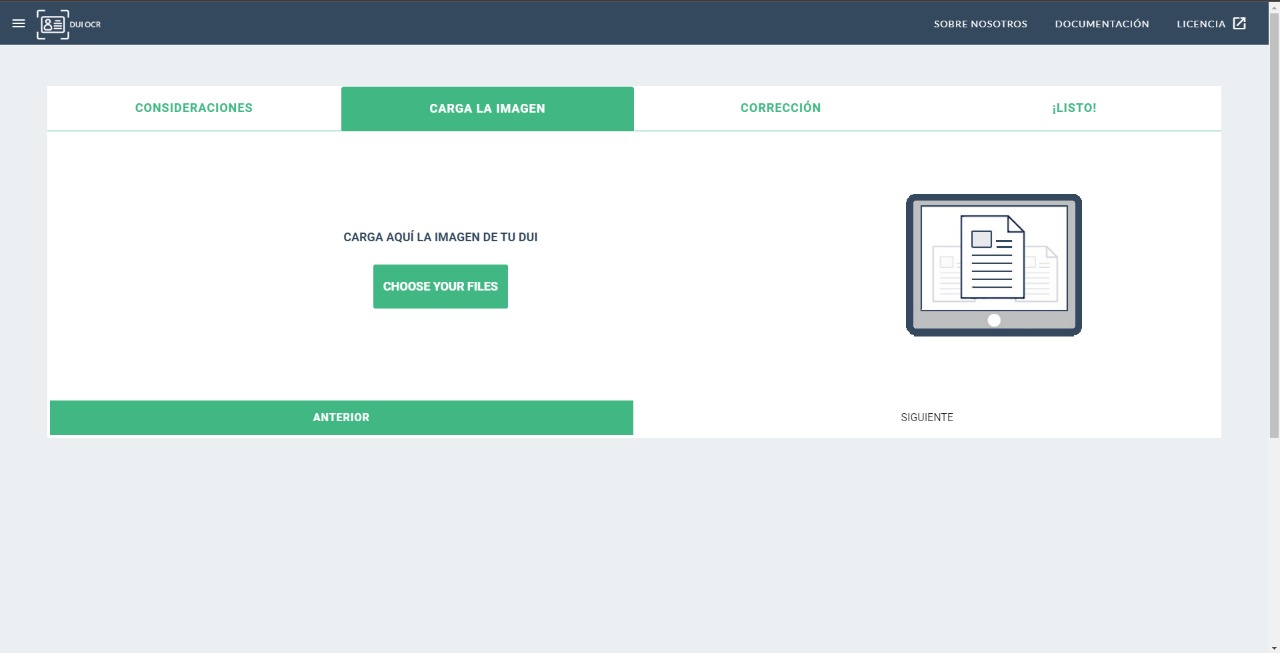 DUI OCR
SOBRE NOSOTROS
DOCUMENTACIÓN
LICENCIA
CONSIDERACIONES
CARGA LA IMAGEN
CORRECCIÓN
¡LISTO!
CARGA AQUÍ LA IMAGEN DE TU DUI
CHOOSE YOUR FILES
ANTERIOR
SIGUIENTE